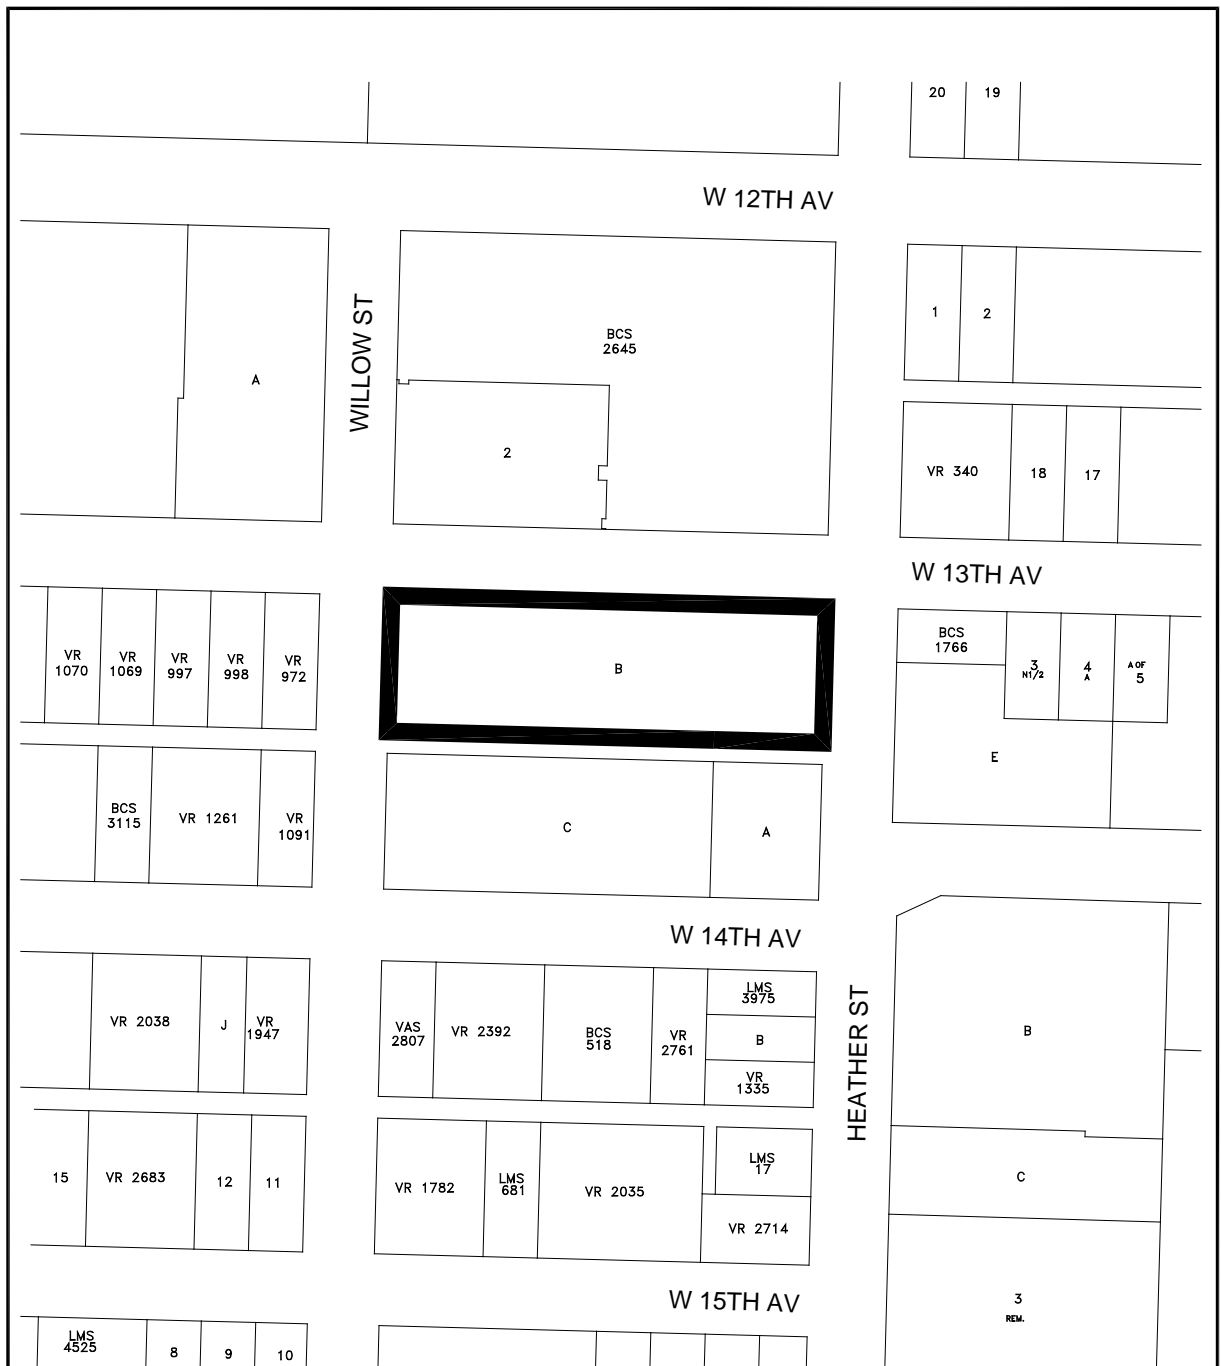 20
19
W 12TH AV
WILLOW ST
A
BCS
2645
2
1
2
VR 340
18
17
W 13TH AV
VR
1070
VR
1069
VR
997
VR
998
VR
972
B
BCS
1766
3
N1/2
4
A
A OF
5
E
BCS
3115
VR 1261
VR
1091
C
A
W 14TH AV
HEATHER ST
VR 2038
J
VR
1947
VAS
2807
VR 2392
BCS
518
VR
2761
LMS
3975
B
VR
1335
B
15
VR 2683
12
11
VR 1782
LMS
681
VR 2035
LMS
17
VR 2714
C
W 15TH AV
3
REM.
LMS
4525
8
9
10